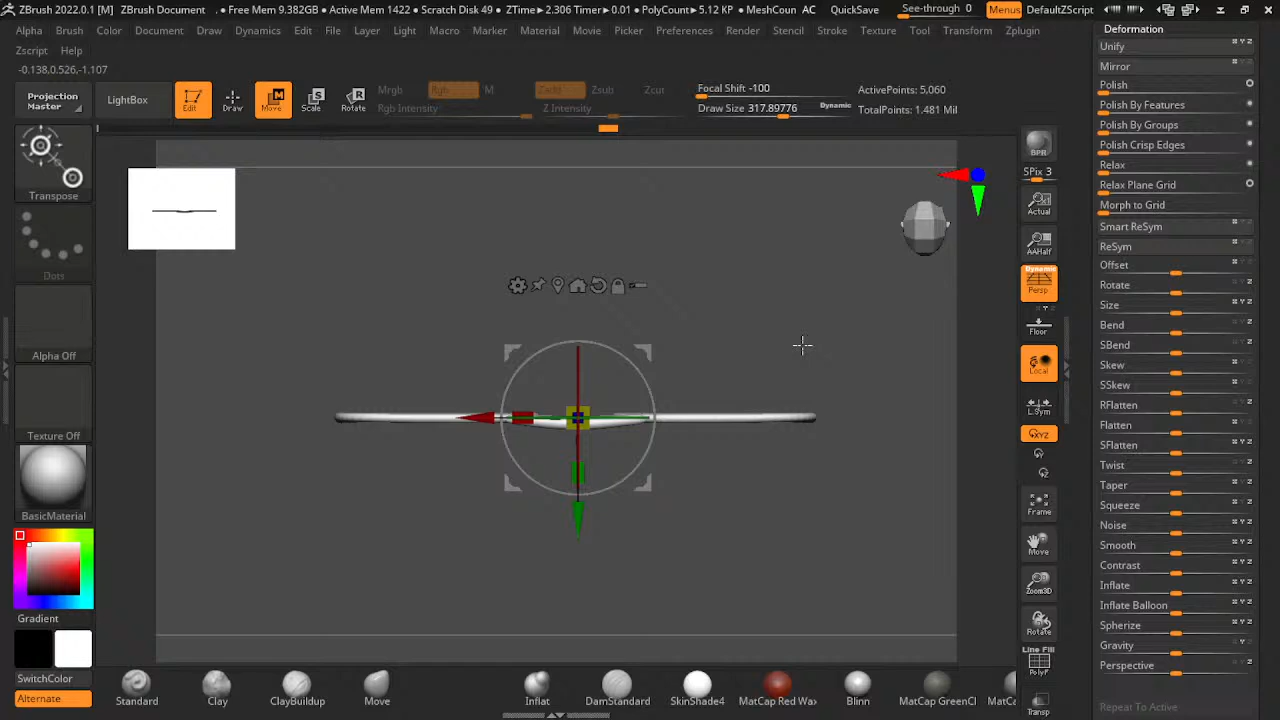 ZBrush 2022.0.1 [M] ZBrush Document . • Free Mem 9.382GB • Active Mem 1422 • Scratch Disk 49 • ZTime▸2.306 Timer▸0.01 • PolyCount▸5.12 KP • MeshCoun AC QuickSave See-through 0 Menus DefaultZScript
Alpha Brush Color Document Draw Dynamics Edit File Layer Light Macro Marker Material Movie Picker Preferences Render Stencil Stroke Texture Tool Transform Zplugin
Zscript Help
-0.138,0.526,-1.107
Projection Master
LightBox
Edit
Draw
Move
Scale
Rotate
Mrgb Rgb M
Rgb Intensity
Zadd Zsub Zcut
Z Intensity
Focal Shift -100
Draw Size 317.89776 Dynamic
ActivePoints: 5,060
TotalPoints: 1.481 Mil
Transpose
Dots
Alpha Off
Texture Off
BasicMaterial
Gradient
SwitchColor
Alternate
BPR
SPix 3
Actual
AAHalf
Dynamic
Persp
Floor
Local
L.Sym
XYZ
Frame
Move
Zoom3D
Rotate
Line Fill
PolyF
Transp
Deformation
Unify
Mirror
Polish
Polish By Features
Polish By Groups
Polish Crisp Edges
Relax
Relax Plane Grid
Morph to Grid
Smart ReSym
ReSym
Offset
Rotate
Size
Bend
SBend
Skew
SSkew
RFlatten
Flatten
SFlatten
Twist
Taper
Squeeze
Noise
Smooth
Contrast
Inflate
Inflate Balloon
Spherize
Gravity
Perspective
Repeat To Active
Standard Clay ClayBuildup Move Inflat DamStandard SkinShade4 MatCap Red Wax Blinn MatCap GreenCl MatCap